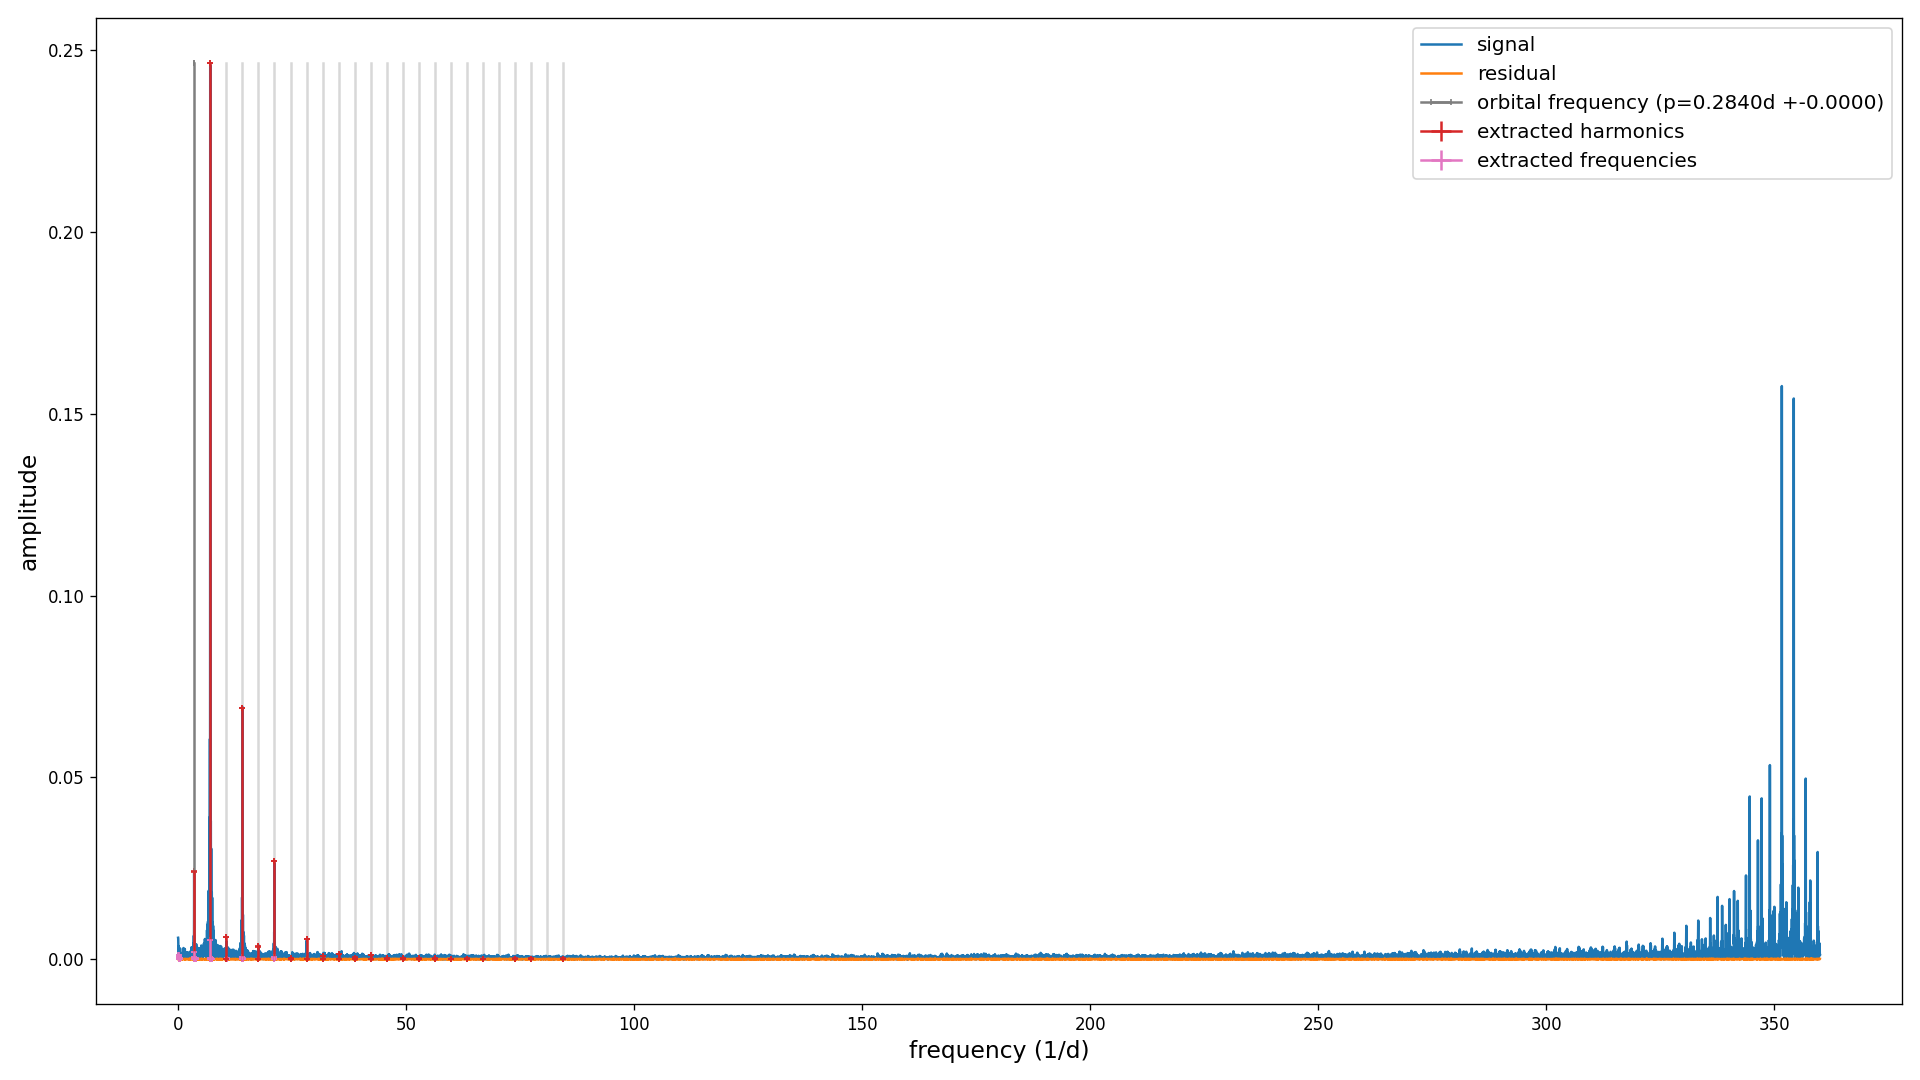 signal
residual
orbital frequency (p=0.2840d +-0.0000)
extracted harmonics
extracted frequencies
0.25
0.20
0.15
0.10
0.05
0.00
amplitude
0 50 100 150 200 250 300 350
frequency (1/d)